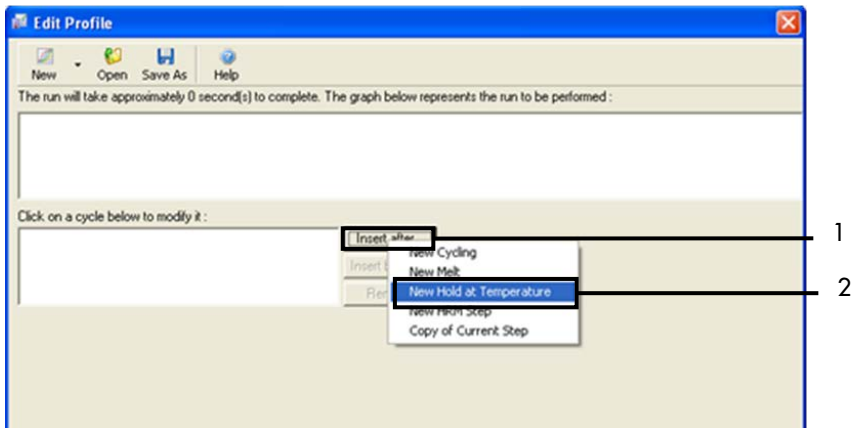 Edit Profile
New Open Save As Help
The run will take approximately 0 second(s) to complete. The graph below represents the run to be performed :
Click on a cycle below to modify it :
Insert after...
1
New Cycling
Insert
New Melt
New Hold at Temperature
2
New HRM Step
Copy of Current Step